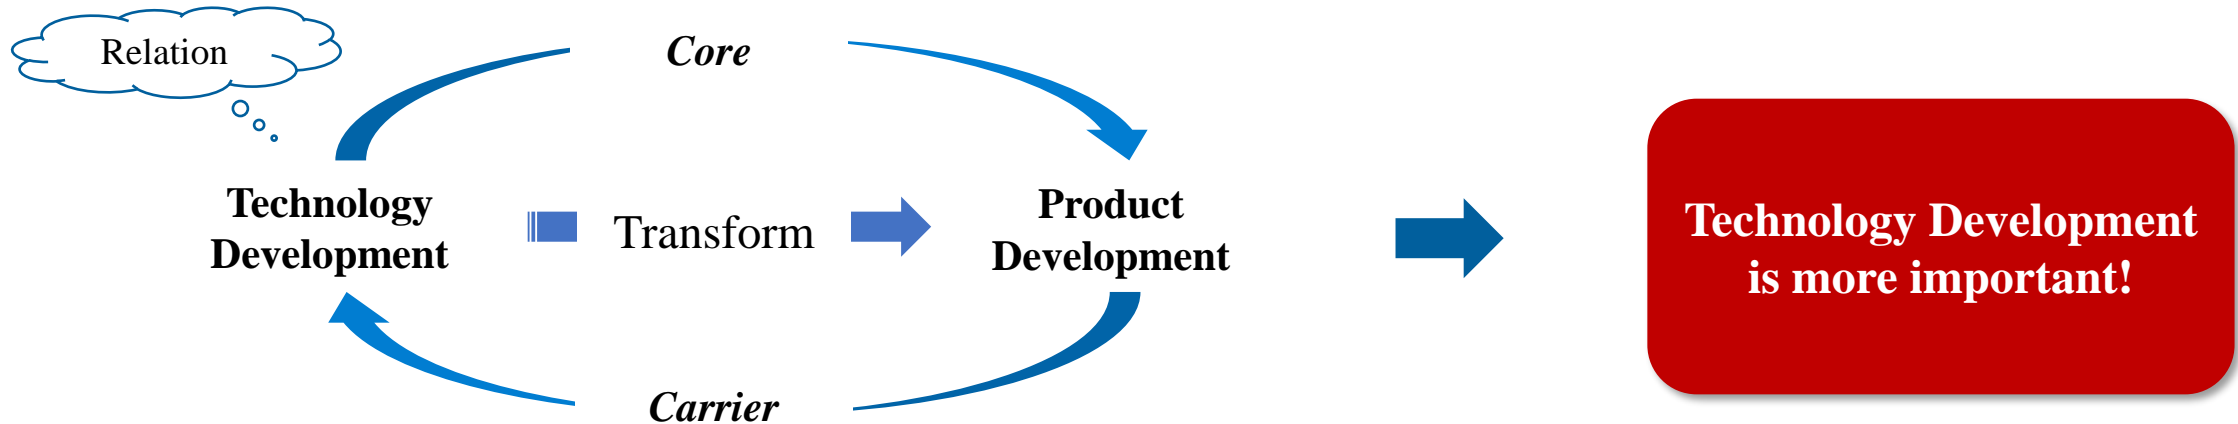 Relation
Core
Technology
Development
Transform
Product
Development
Carrier
Technology Development
is more important!